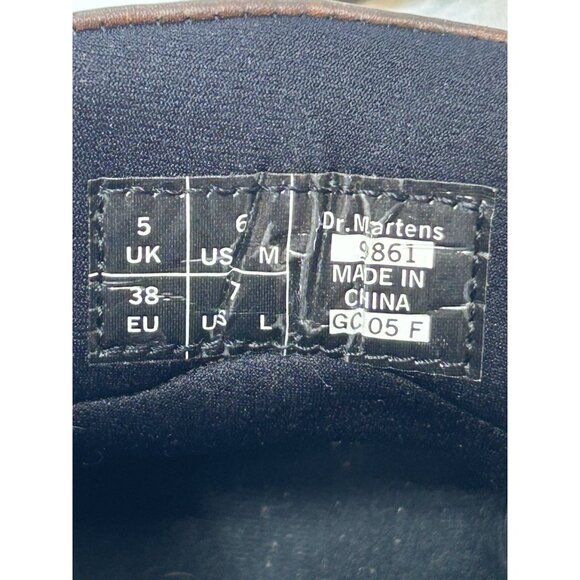 5
UK
6
US M
38
EU
7
US L
Dr.Martens
9861
MADE IN
CHINA
GC 05 F